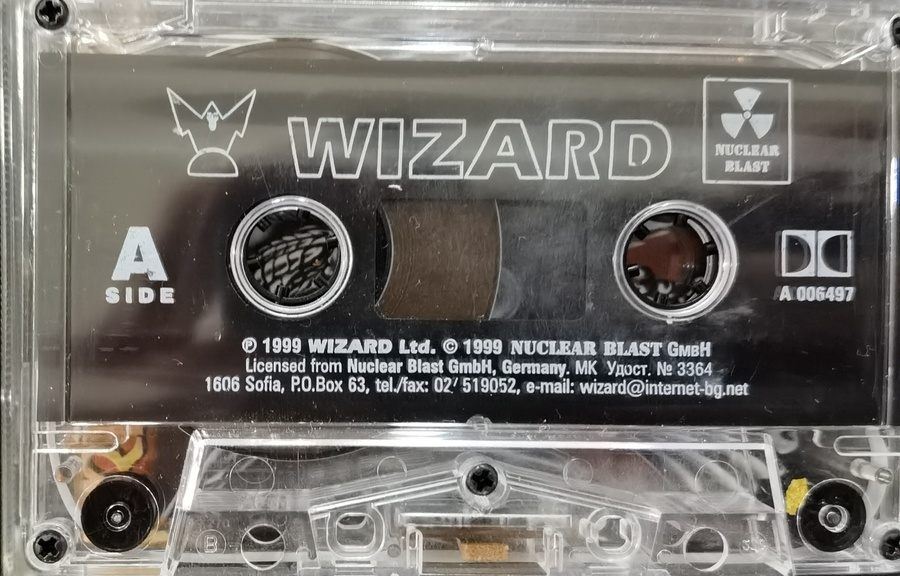 WIZARD
NUCLEAR
BLAST
A
SIDE
A 006497
Ⓟ 1999 WIZARD Ltd. © 1999 NUCLEAR BLAST GMBH
Licensed from Nuclear Blast GmbH, Germany. МК Удост. № 3364
1606 Sofia, P.O.Box 63, tel./fax: 02/ 519052, e-mail: wizard@internet-bg.net
B